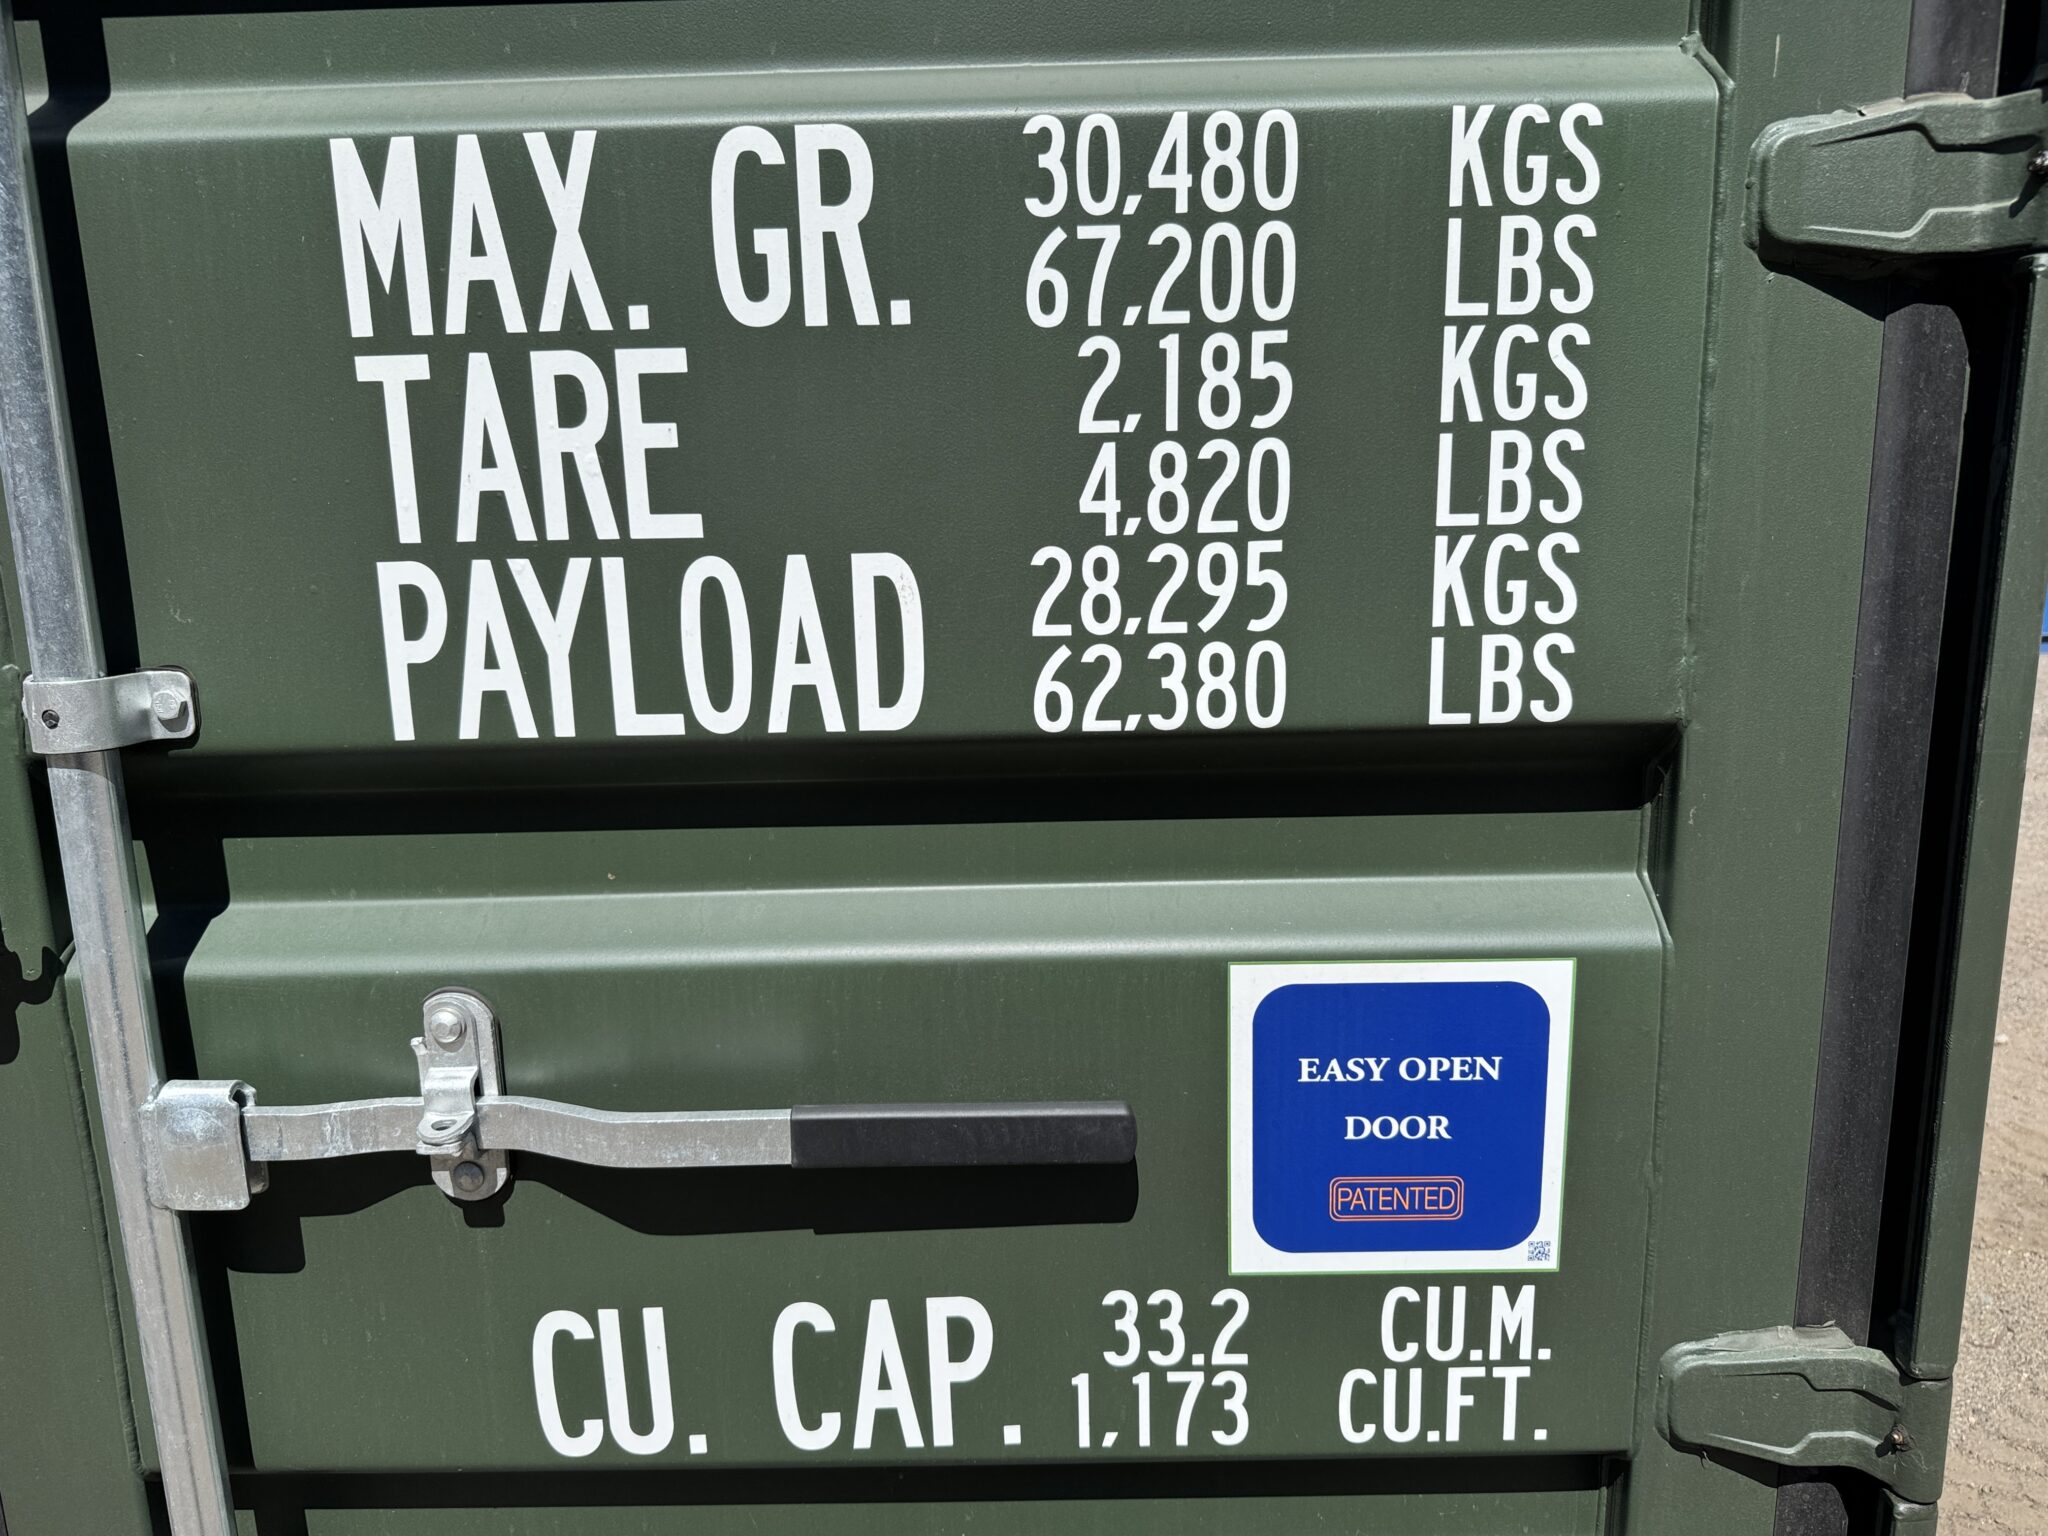 MAX. GR. 30,480 KGS
67,200 LBS
TARE 2,185 KGS
4,820 LBS
PAYLOAD 28,295 KGS
62,380 LBS
EASY OPEN
DOOR
PATENTED
CU. CAP. 33.2 CU.M.
1,173 CU.FT.